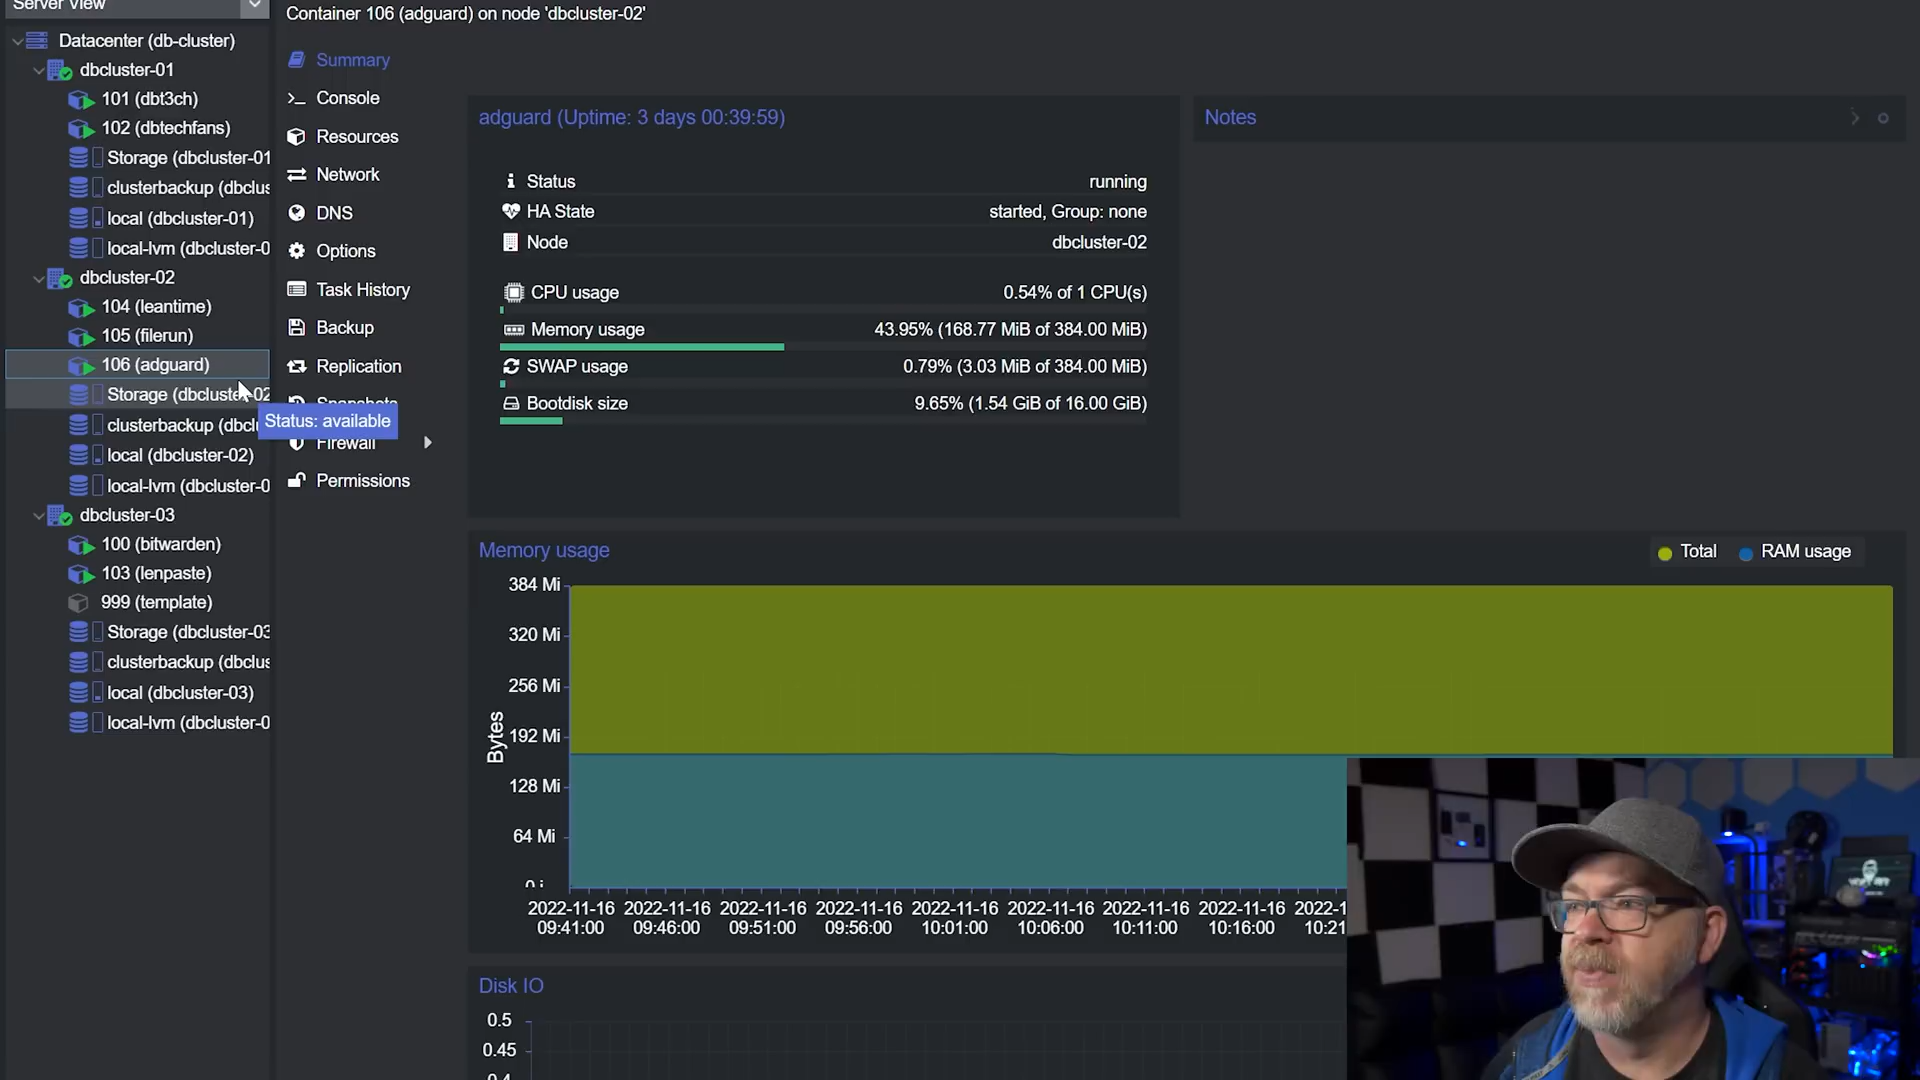 Server View
Container 106 (adguard) on node 'dbcluster-02'
Datacenter (db-cluster)
dbcluster-01
101 (dbt3ch)
102 (dbtechfans)
Storage (dbcluster-01
clusterbackup (dbclus
local (dbcluster-01)
local-lvm (dbcluster-0
dbcluster-02
104 (leantime)
105 (filerun)
106 (adguard)
Storage (dbcluster-02
clusterbackup (dbclu
local (dbcluster-02)
local-lvm (dbcluster-0
dbcluster-03
100 (bitwarden)
103 (lenpaste)
999 (template)
Storage (dbcluster-03
clusterbackup (dbclus
local (dbcluster-03)
local-lvm (dbcluster-0
Status: available
Summary
Console
Resources
Network
DNS
Options
Task History
Backup
Replication
Snapshots
Firewall
Permissions
adguard (Uptime: 3 days 00:39:59)
Status running
HA State started, Group: none
Node dbcluster-02
CPU usage 0.54% of 1 CPU(s)
Memory usage 43.95% (168.77 MiB of 384.00 MiB)
SWAP usage 0.79% (3.03 MiB of 384.00 MiB)
Bootdisk size 9.65% (1.54 GiB of 16.00 GiB)
Notes
Memory usage
Total RAM usage
384 Mi
320 Mi
256 Mi
192 Mi
128 Mi
64 Mi
Bytes
2022-11-16 2022-11-16 2022-11-16 2022-11-16 2022-11-16 2022-11-16 2022-11-16 2022-11-16 2022-1
09:41:00 09:46:00 09:51:00 09:56:00 10:01:00 10:06:00 10:11:00 10:16:00 10:21
Disk IO
0.5
0.45